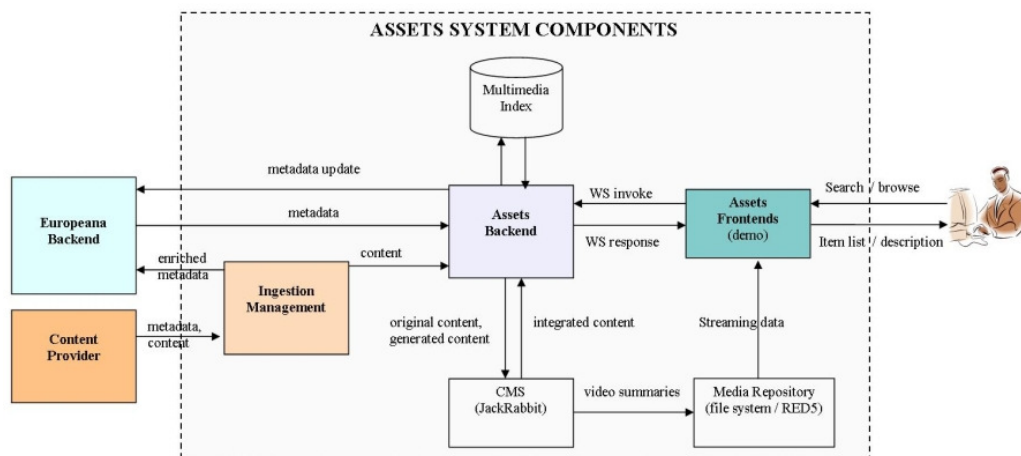 ASSETS SYSTEM COMPONENTS
Multimedia
Index
metadata update
WS invoke
Search / browse
Europeana
Backend
metadata
Assets
Backend
WS response
Assets
Frontends
(demo)
Item list / description
enriched
metadata
content
Ingestion
Management
Content
Provider
metadata,
content
original content,
generated content
integrated content
Streaming data
CMS
(JackRabbit)
video summaries
Media Repository
(file system / RED5)